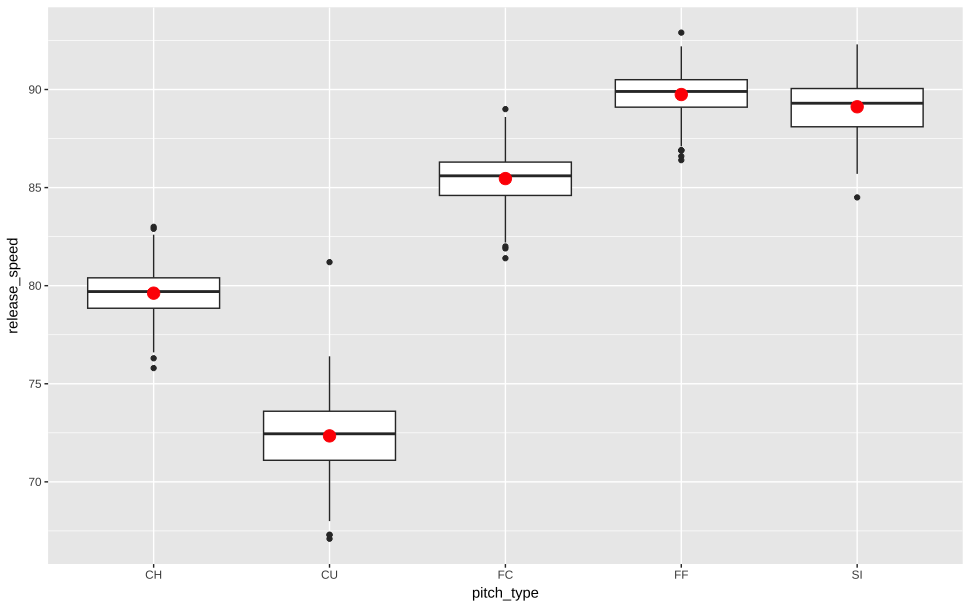 release_speed
90
85
80
75
70
CH CU FC FF SI
pitch_type